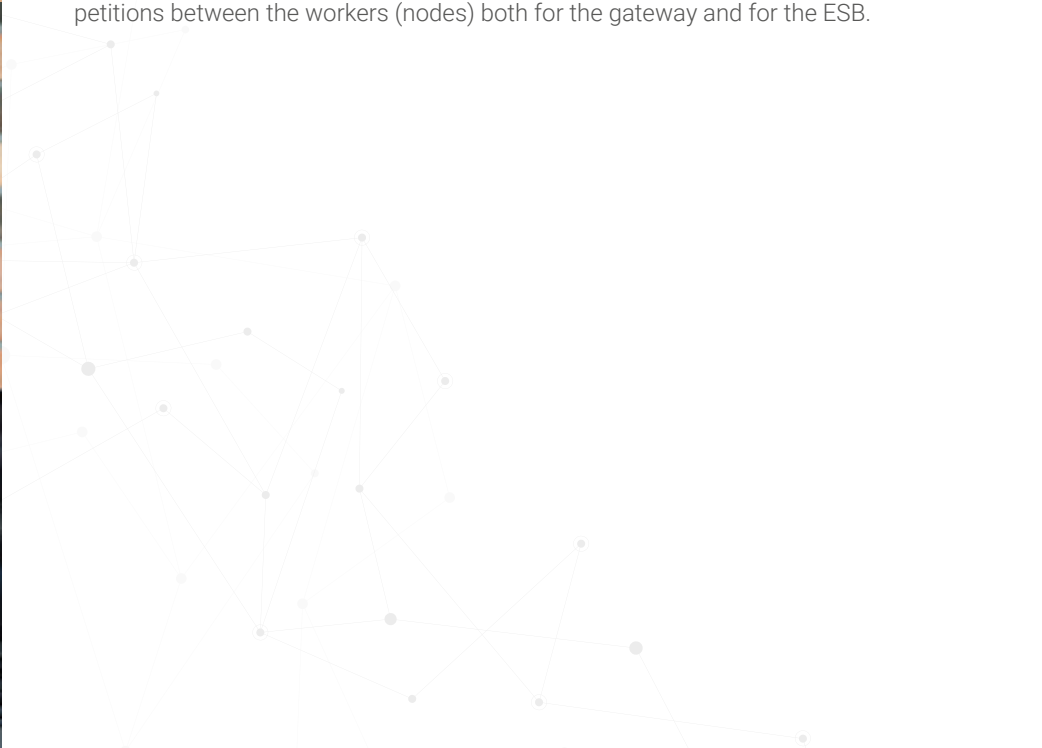 petitions between the workers (nodes) both for the gateway and for the ESB.